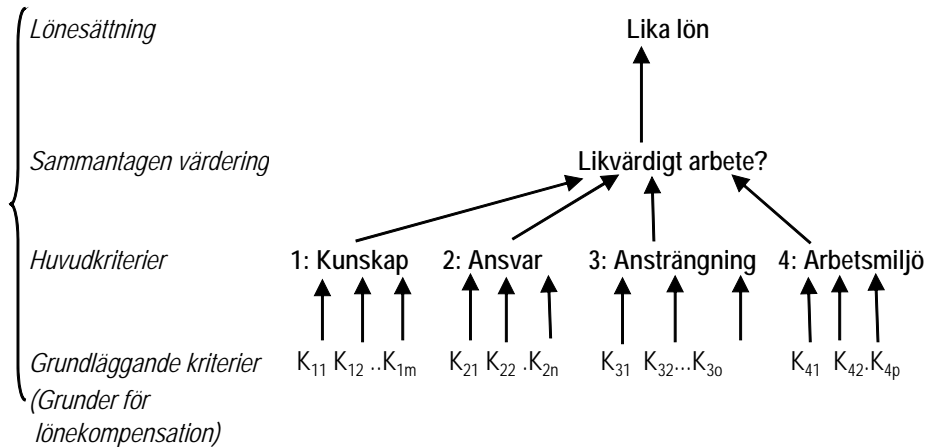 Lönesättning Lika lön
Sammantagen värdering Likvärdigt arbete?
Huvudkriterier 1: Kunskap 2: Ansvar 3: Ansträngning 4: Arbetsmiljö
Grundläggande kriterier K₁₁ K₁₂ ..K₁ₘ K₂₁ K₂₂ .K₂ₙ K₃₁ K₃₂...K₃ₒ K₄₁ K₄₂.K₄ₚ
(Grunder för
lönekompensation)